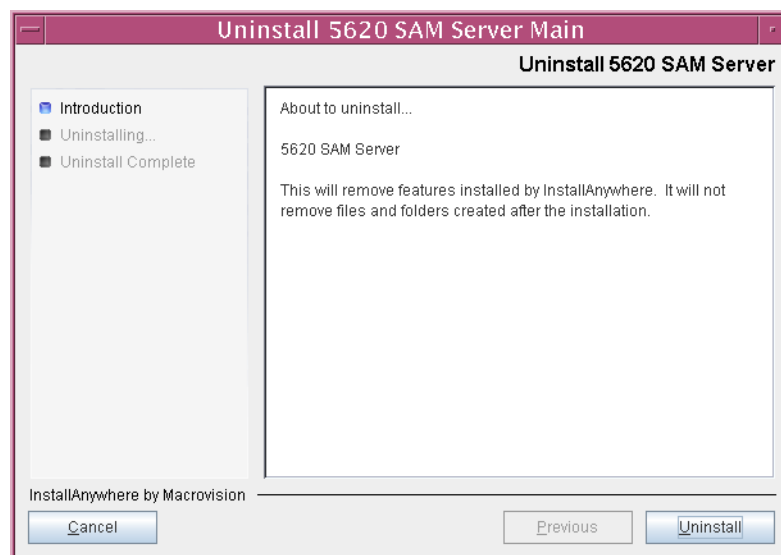 Uninstall 5620 SAM Server Main
Uninstall 5620 SAM Server
Introduction
Uninstalling...
Uninstall Complete
About to uninstall...
5620 SAM Server
This will remove features installed by InstallAnywhere.  It will not
remove files and folders created after the installation.
InstallAnywhere by Macrovision
Cancel
Previous
Uninstall